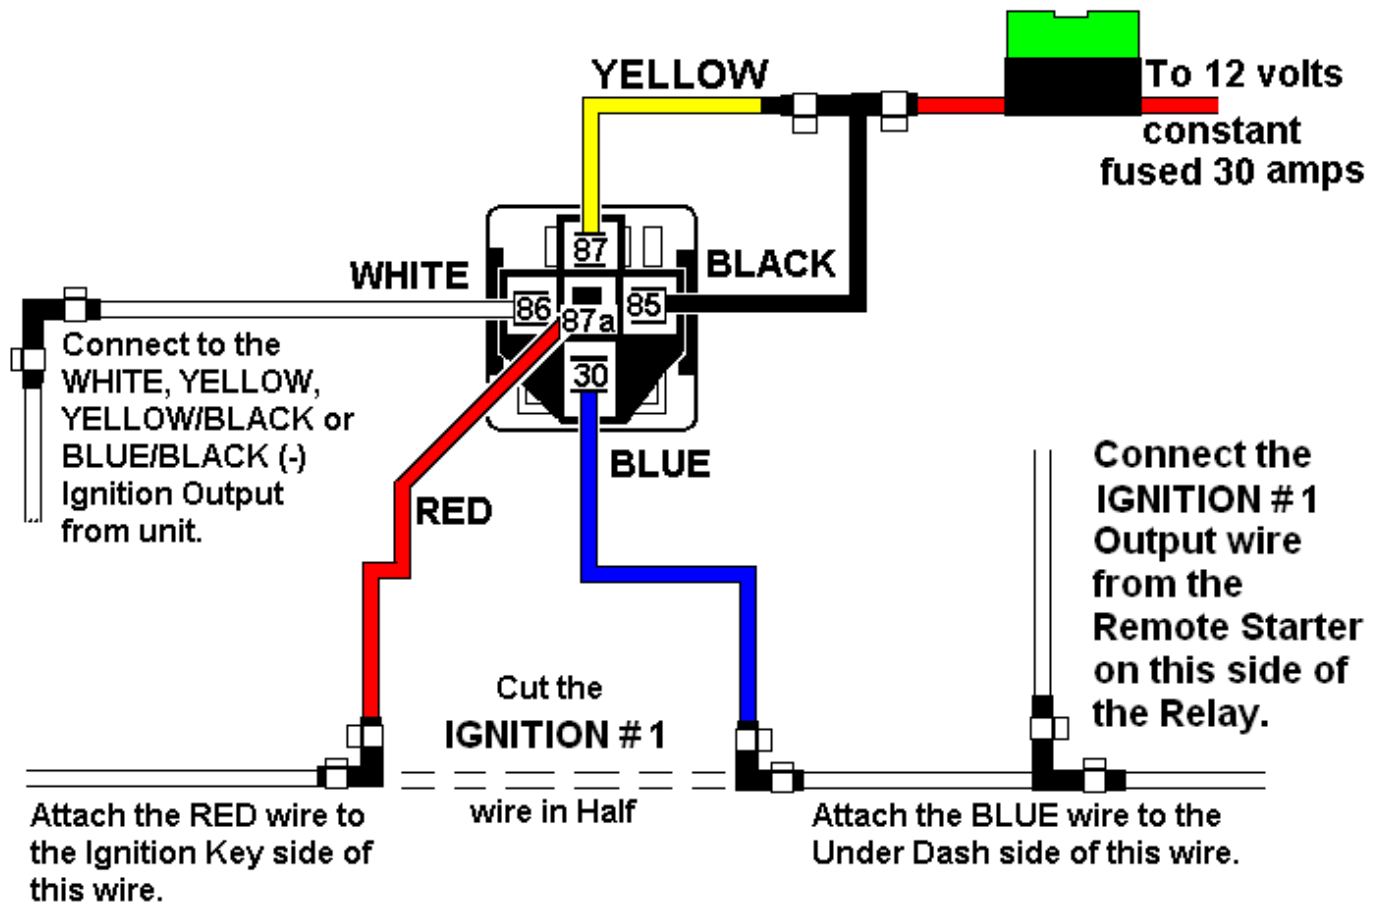 YELLOW
To 12 volts
constant
fused 30 amps
WHITE
87
BLACK
86
85
87a
30
Connect to the
WHITE, YELLOW,
YELLOW/BLACK or
BLUE/BLACK (-)
Ignition Output
from unit.
RED
BLUE
Connect the
IGNITION #1
Output wire
from the
Remote Starter
on this side of
the Relay.
Cut the
IGNITION #1
wire in Half
Attach the RED wire to
the Ignition Key side of
this wire.
Attach the BLUE wire to the
Under Dash side of this wire.